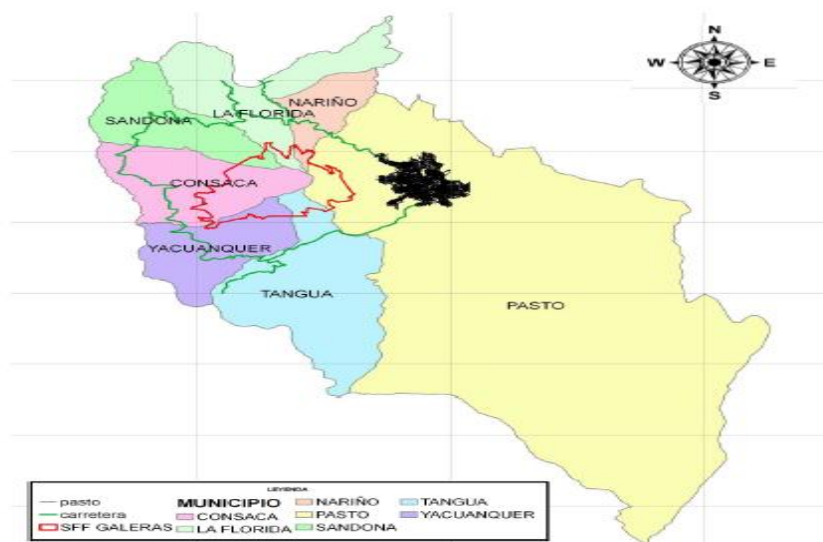 N
W E
S
NARIÑO
LA FLORIDA
SANDONA
CONSACA
YACUANQUER
TANGUA
PASTO
LEYENDA
pasto
carretera
SFF GALERAS
MUNICIPIO
CONSACA
LA FLORIDA
NARIÑO
PASTO
SANDONA
TANGUA
YACUANQUER